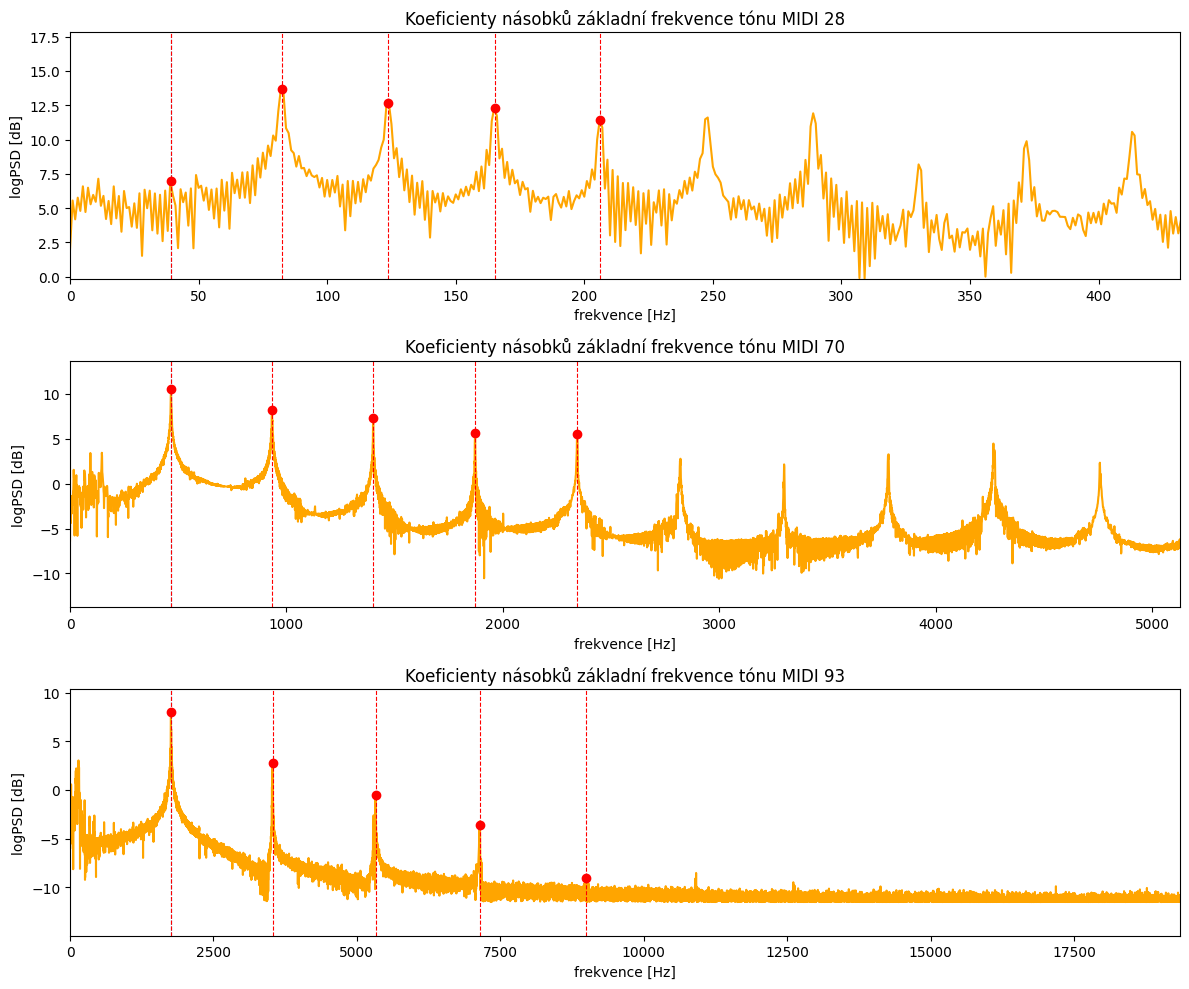 Koeficienty násobků základní frekvence tónu MIDI 28
logPSD [dB]
17.5
15.0
12.5
10.0
7.5
5.0
2.5
0.0
0 50 100 150 200 250 300 350 400
frekvence [Hz]
Koeficienty násobků základní frekvence tónu MIDI 70
logPSD [dB]
10
5
0
−5
−10
0 1000 2000 3000 4000 5000
frekvence [Hz]
Koeficienty násobků základní frekvence tónu MIDI 93
logPSD [dB]
10
5
0
−5
−10
0 2500 5000 7500 10000 12500 15000 17500
frekvence [Hz]